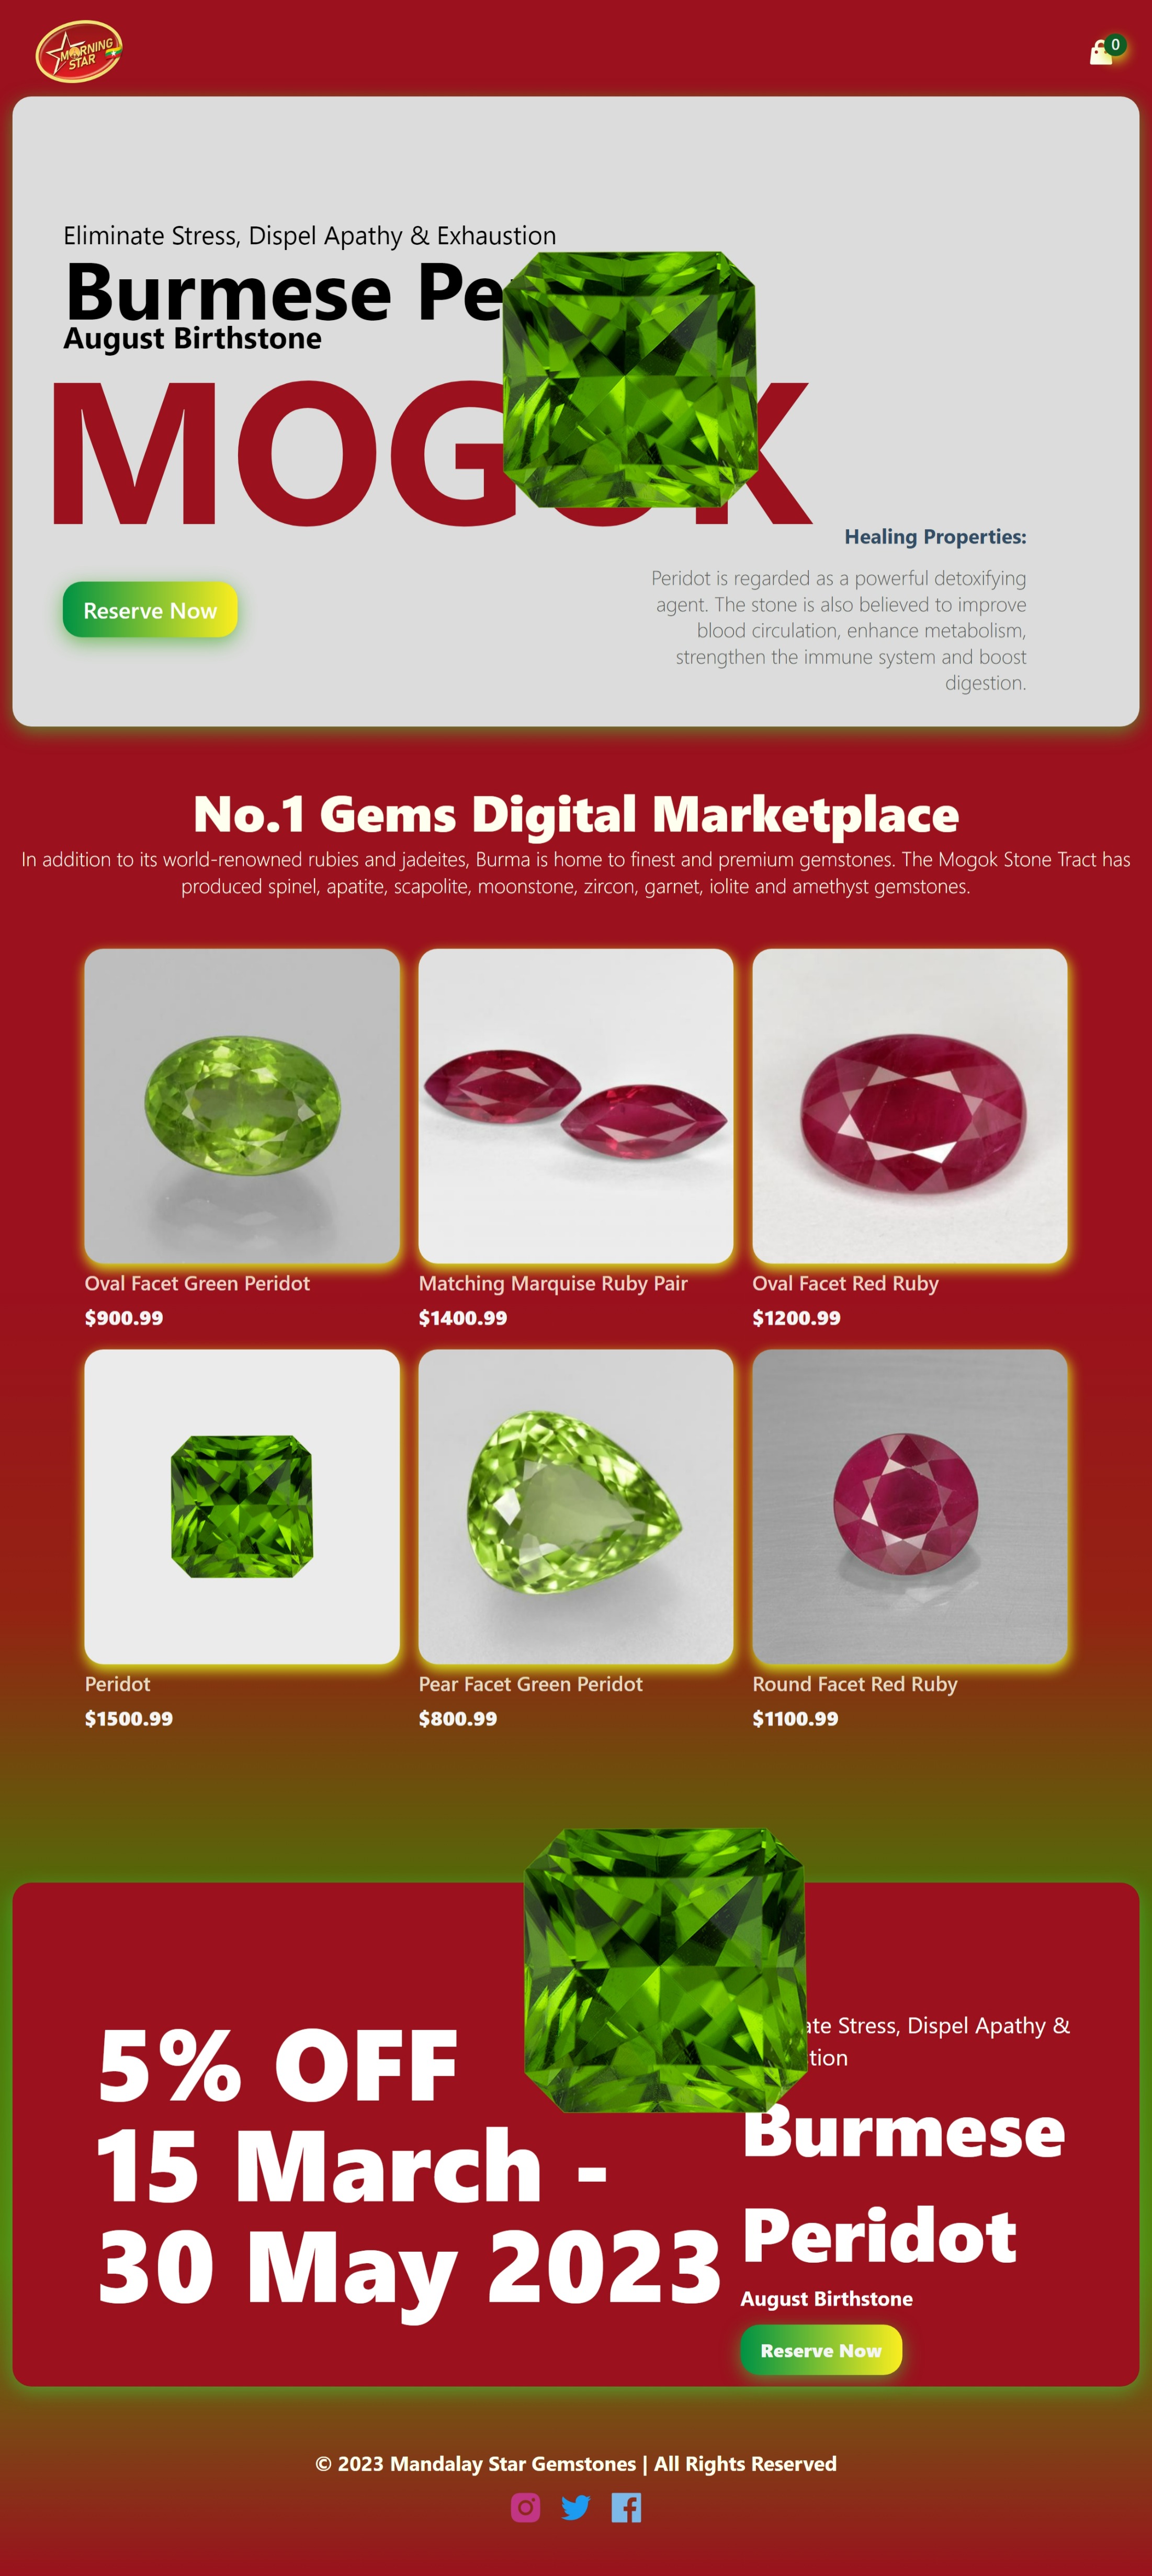 MORNING
STAR
0
Eliminate Stress, Dispel Apathy & Exhaustion
Burmese Pe
August Birthstone
MOGOK
Healing Properties:
Peridot is regarded as a powerful detoxifying
agent. The stone is also believed to improve
blood circulation, enhance metabolism,
strengthen the immune system and boost
digestion.
Reserve Now
No.1 Gems Digital Marketplace
In addition to its world-renowned rubies and jadeites, Burma is home to finest and premium gemstones. The Mogok Stone Tract has
produced spinel, apatite, scapolite, moonstone, zircon, garnet, iolite and amethyst gemstones.
Oval Facet Green Peridot
$900.99
Matching Marquise Ruby Pair
$1400.99
Oval Facet Red Ruby
$1200.99
Peridot
$1500.99
Pear Facet Green Peridot
$800.99
Round Facet Red Ruby
$1100.99
5% OFF
15 March -
30 May 2023
ate Stress, Dispel Apathy &
tion
Burmese
Peridot
August Birthstone
Reserve Now
© 2023 Mandalay Star Gemstones | All Rights Reserved